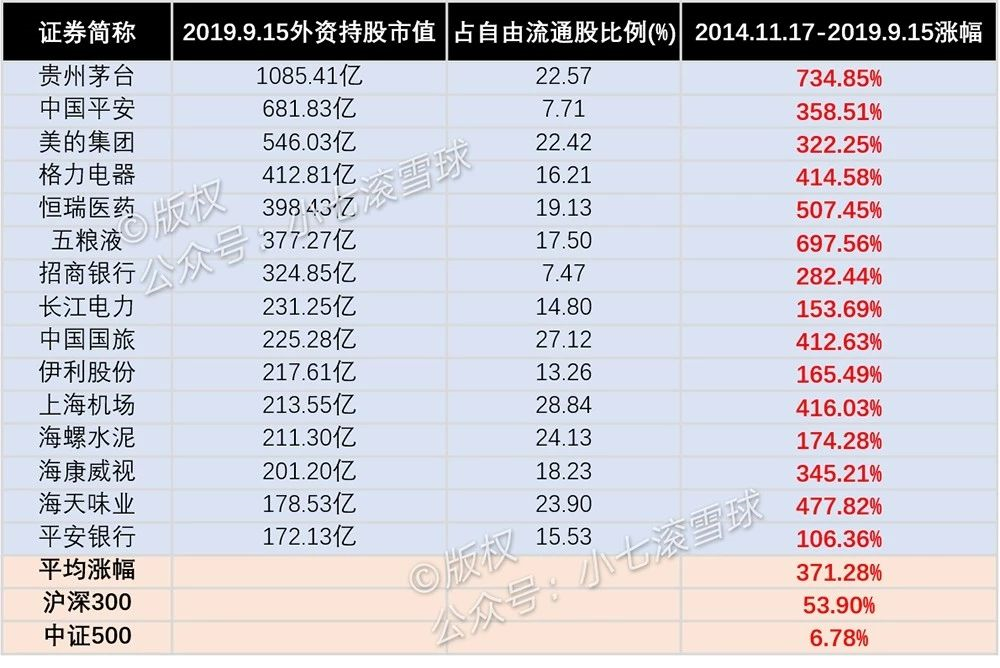 证券简称 2019.9.15外资持股市值 占自由流通股比例(%) 2014.11.17-2019.9.15涨幅
贵州茅台 1085.41亿 22.57 734.85%
中国平安 681.83亿 7.71 358.51%
美的集团 546.03亿 22.42 322.25%
格力电器 412.81亿 16.21 414.58%
恒瑞医药 398.43亿 19.13 507.45%
五粮液 377.27亿 17.50 697.56%
招商银行 324.85亿 7.47 282.44%
长江电力 231.25亿 14.80 153.69%
中国国旅 225.28亿 27.12 412.63%
伊利股份 217.61亿 13.26 165.49%
上海机场 213.55亿 28.84 416.03%
海螺水泥 211.30亿 24.13 174.28%
海康威视 201.20亿 18.23 345.21%
海天味业 178.53亿 23.90 477.82%
平安银行 172.13亿 15.53 106.36%
平均涨幅 371.28%
沪深300 53.90%
中证500 6.78%
©版权
公众号：小七滚雪球
©版权
公众号：小七滚雪球